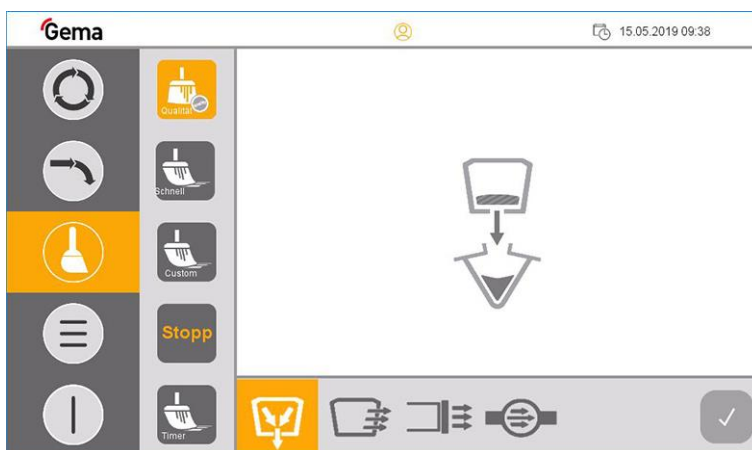 Gema
15.05.2019 09:38
Qualität
Schnell
Custom
Stopp
Timer